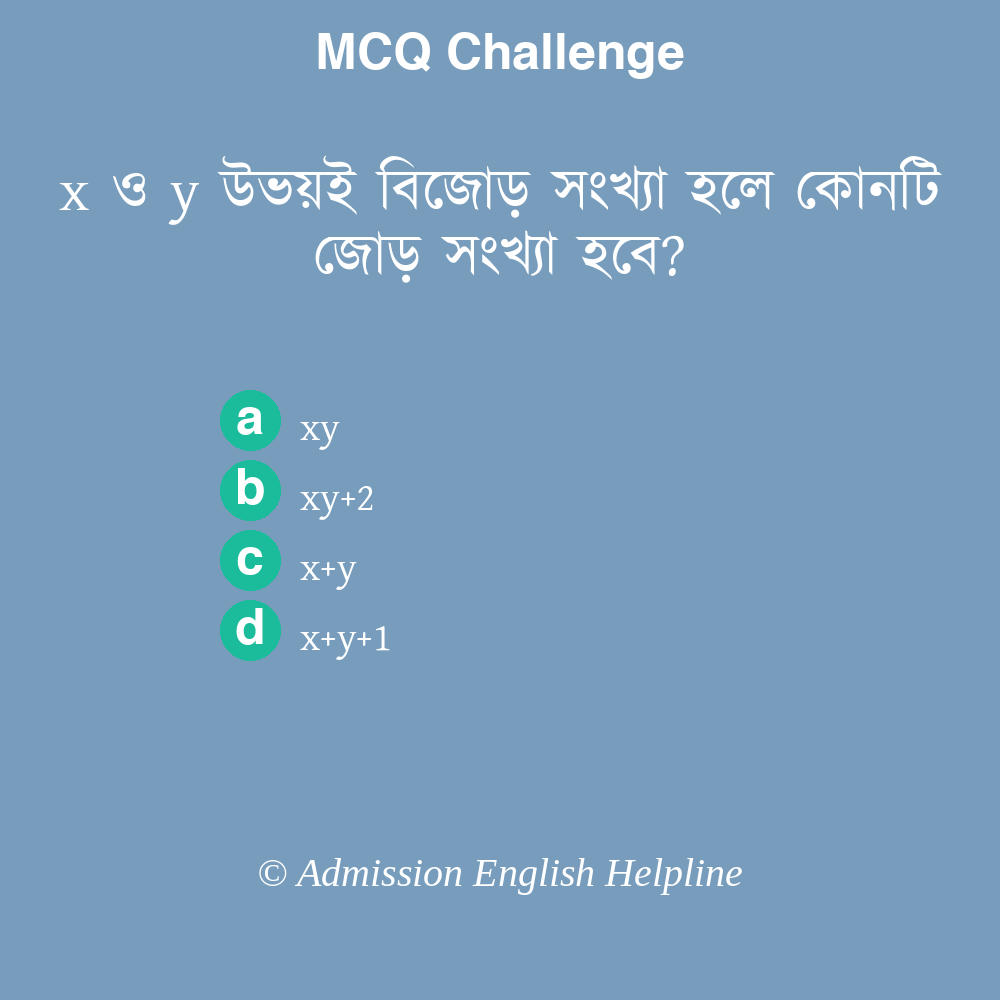 MCQ Challenge
x ও y উভয়ই বিজোড় সংখ্যা হলে কোনটি
জোড় সংখ্যা হবে?
a xy
b xy+2
c x+y
d x+y+1
© Admission English Helpline